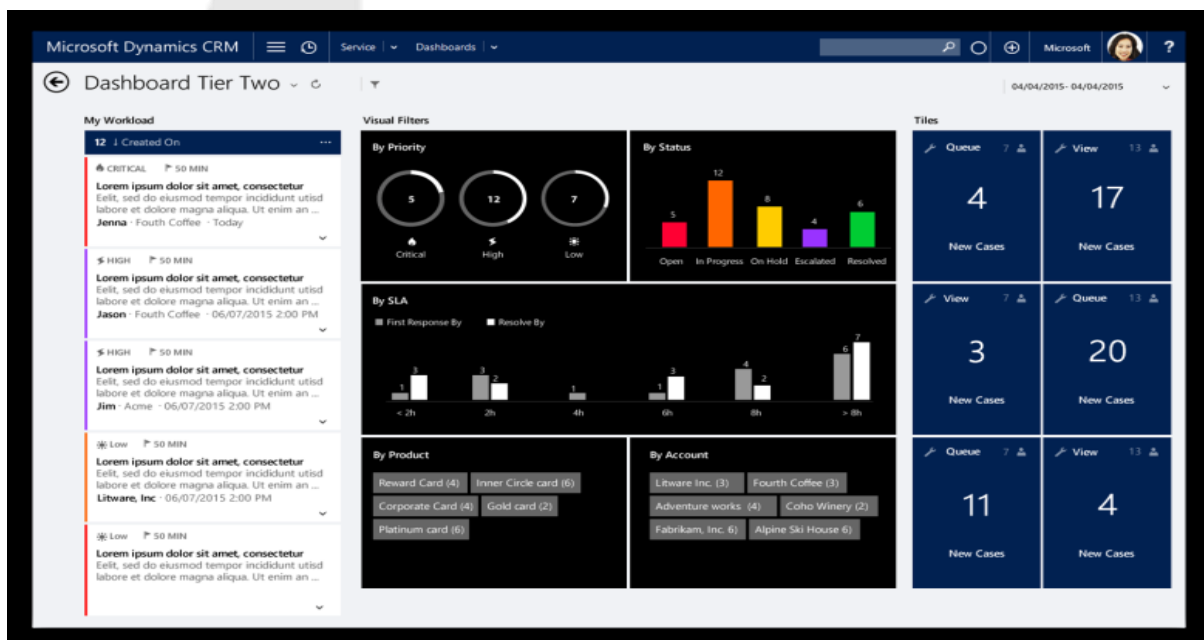 Microsoft Dynamics CRM Service Dashboards Microsoft ?
Dashboard Tier Two
04/04/2015- 04/04/2015
My Workload
12 ↓ Created On ...
CRITICAL 50 MIN
Lorem ipsum dolor sit amet, consectetur
Eelit, sed do eiusmod tempor incididunt utisd
labore et dolore magna aliqua. Ut enim an ...
Jenna · Fouth Coffee · Today
HIGH 50 MIN
Lorem ipsum dolor sit amet, consectetur
Eelit, sed do eiusmod tempor incididunt utisd
labore et dolore magna aliqua. Ut enim an ...
Jason · Fouth Coffee · 06/07/2015 2:00 PM
HIGH 50 MIN
Lorem ipsum dolor sit amet, consectetur
Eelit, sed do eiusmod tempor incididunt utisd
labore et dolore magna aliqua. Ut enim an ...
Jim · Acme · 06/07/2015 2:00 PM
Low 50 MIN
Lorem ipsum dolor sit amet, consectetur
Eelit, sed do eiusmod tempor incididunt utisd
labore et dolore magna aliqua. Ut enim an ...
Litware, Inc · 06/07/2015 2:00 PM
Low 50 MIN
Lorem ipsum dolor sit amet, consectetur
Eelit, sed do eiusmod tempor incididunt utisd
labore et dolore magna aliqua. Ut enim an ...
Visual Filters
By Priority
5 12 7
Critical High Low
By Status
5 12 8 4 6
Open In Progress On Hold Escalated Resolved
By SLA
First Response By Resolve By
1 3 3 2 1 1 3 4 2 6 7
< 2h 2h 4h 6h 8h > 8h
By Product
Reward Card (4) Inner Circle card (6)
Corporate Card (4) Gold card (2)
Platinum card (6)
By Account
Litware Inc. (3) Fourth Coffee (3)
Adventure works (4) Coho Winery (2)
Fabrikam, Inc. 6) Alpine Ski House 6)
Tiles
Queue 7
4
New Cases
View 13
17
New Cases
View 7
3
New Cases
Queue 13
20
New Cases
Queue 7
11
New Cases
View 13
4
New Cases